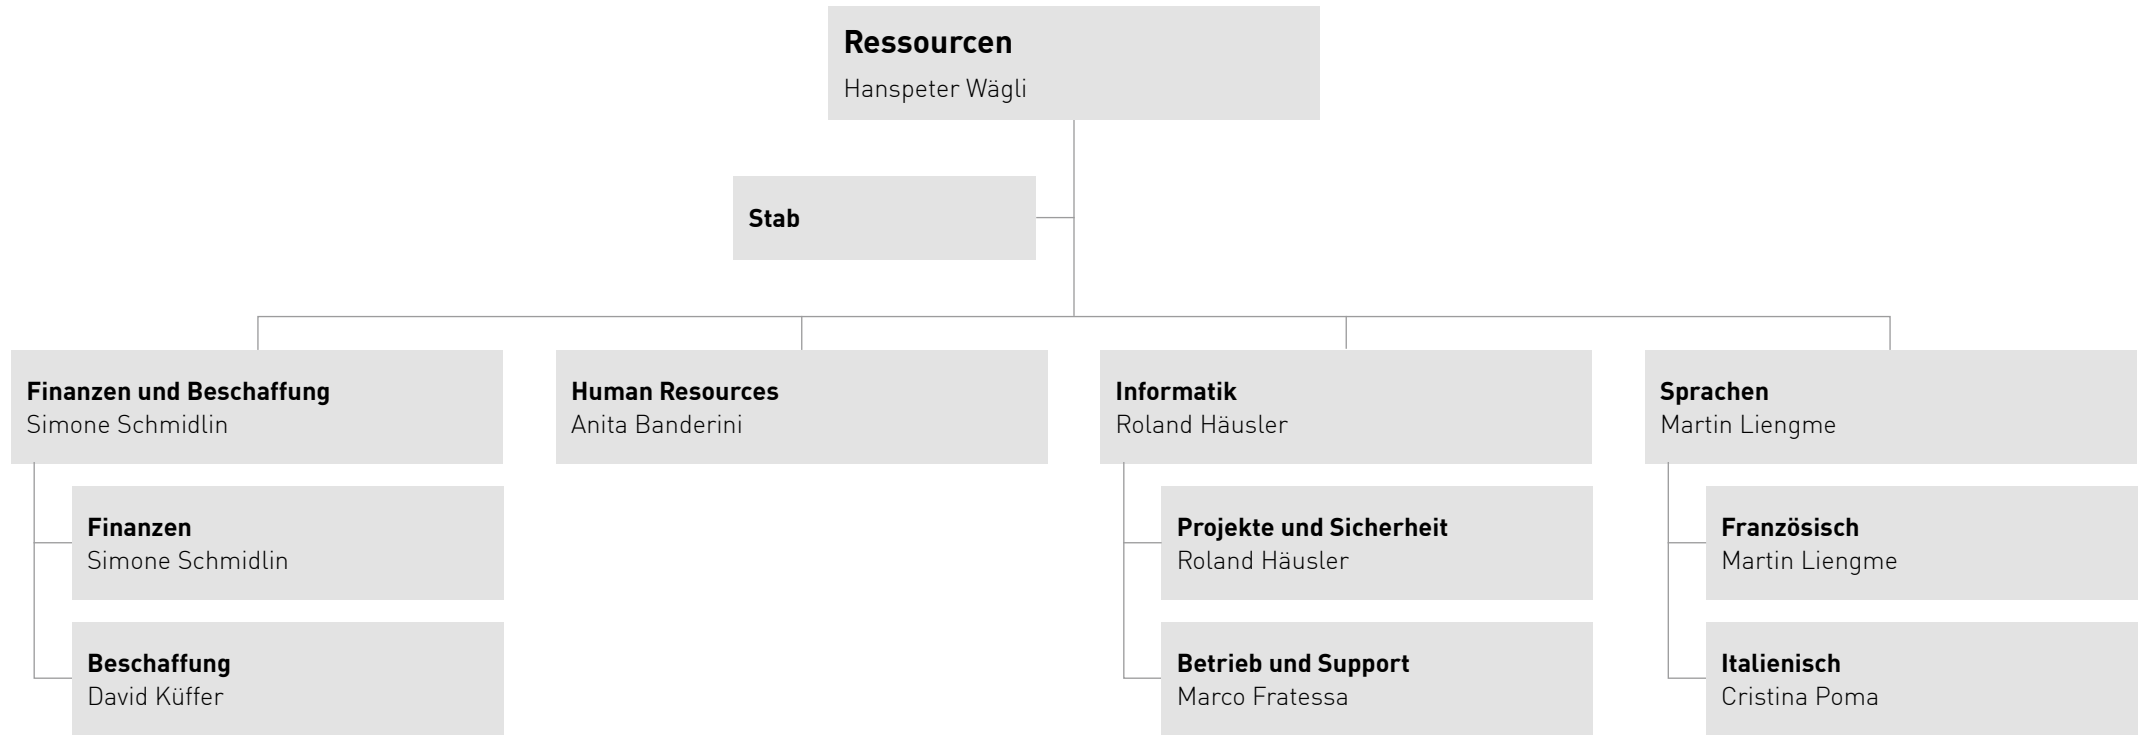 Ressourcen
Hanspeter Wägli
Stab
Finanzen und Beschaffung
Simone Schmidlin
Finanzen
Simone Schmidlin
Beschaffung
David Küffer
Human Resources
Anita Banderini
Informatik
Roland Häusler
Projekte und Sicherheit
Roland Häusler
Betrieb und Support
Marco Fratessa
Sprachen
Martin Liengme
Französisch
Martin Liengme
Italienisch
Cristina Poma